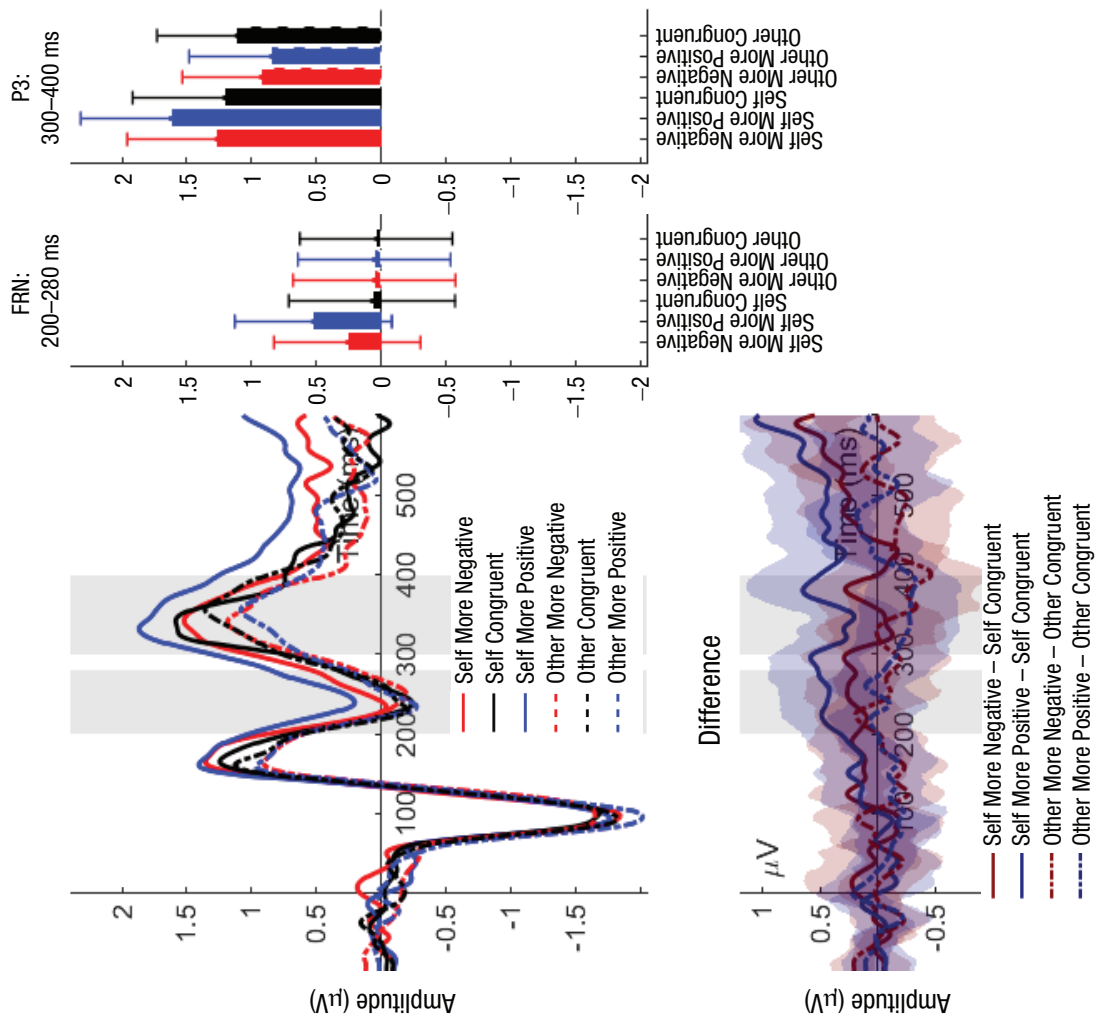 Amplitude (µV)
2
1.5
1
0.5
0
-0.5
-1
-1.5
100
200
300
400
500
Time (ms)
Self More Negative
Self Congruent
Self More Positive
Other More Negative
Other Congruent
Other More Positive
FRN:
200–280 ms
2
1.5
1
0.5
0
−0.5
−1
−1.5
−2
Self More Negative
Self More Positive
Self Congruent
Other More Negative
Other More Positive
Other Congruent
P3:
300–400 ms
2
1.5
1
0.5
0
−0.5
−1
−1.5
−2
Self More Negative
Self More Positive
Self Congruent
Other More Negative
Other More Positive
Other Congruent
Difference
Amplitude (µV)
µV
1
0.5
-0.5
100
200
300
400
500
Time (ms)
Self More Negative – Self Congruent
Self More Positive – Self Congruent
Other More Negative – Other Congruent
Other More Positive – Other Congruent